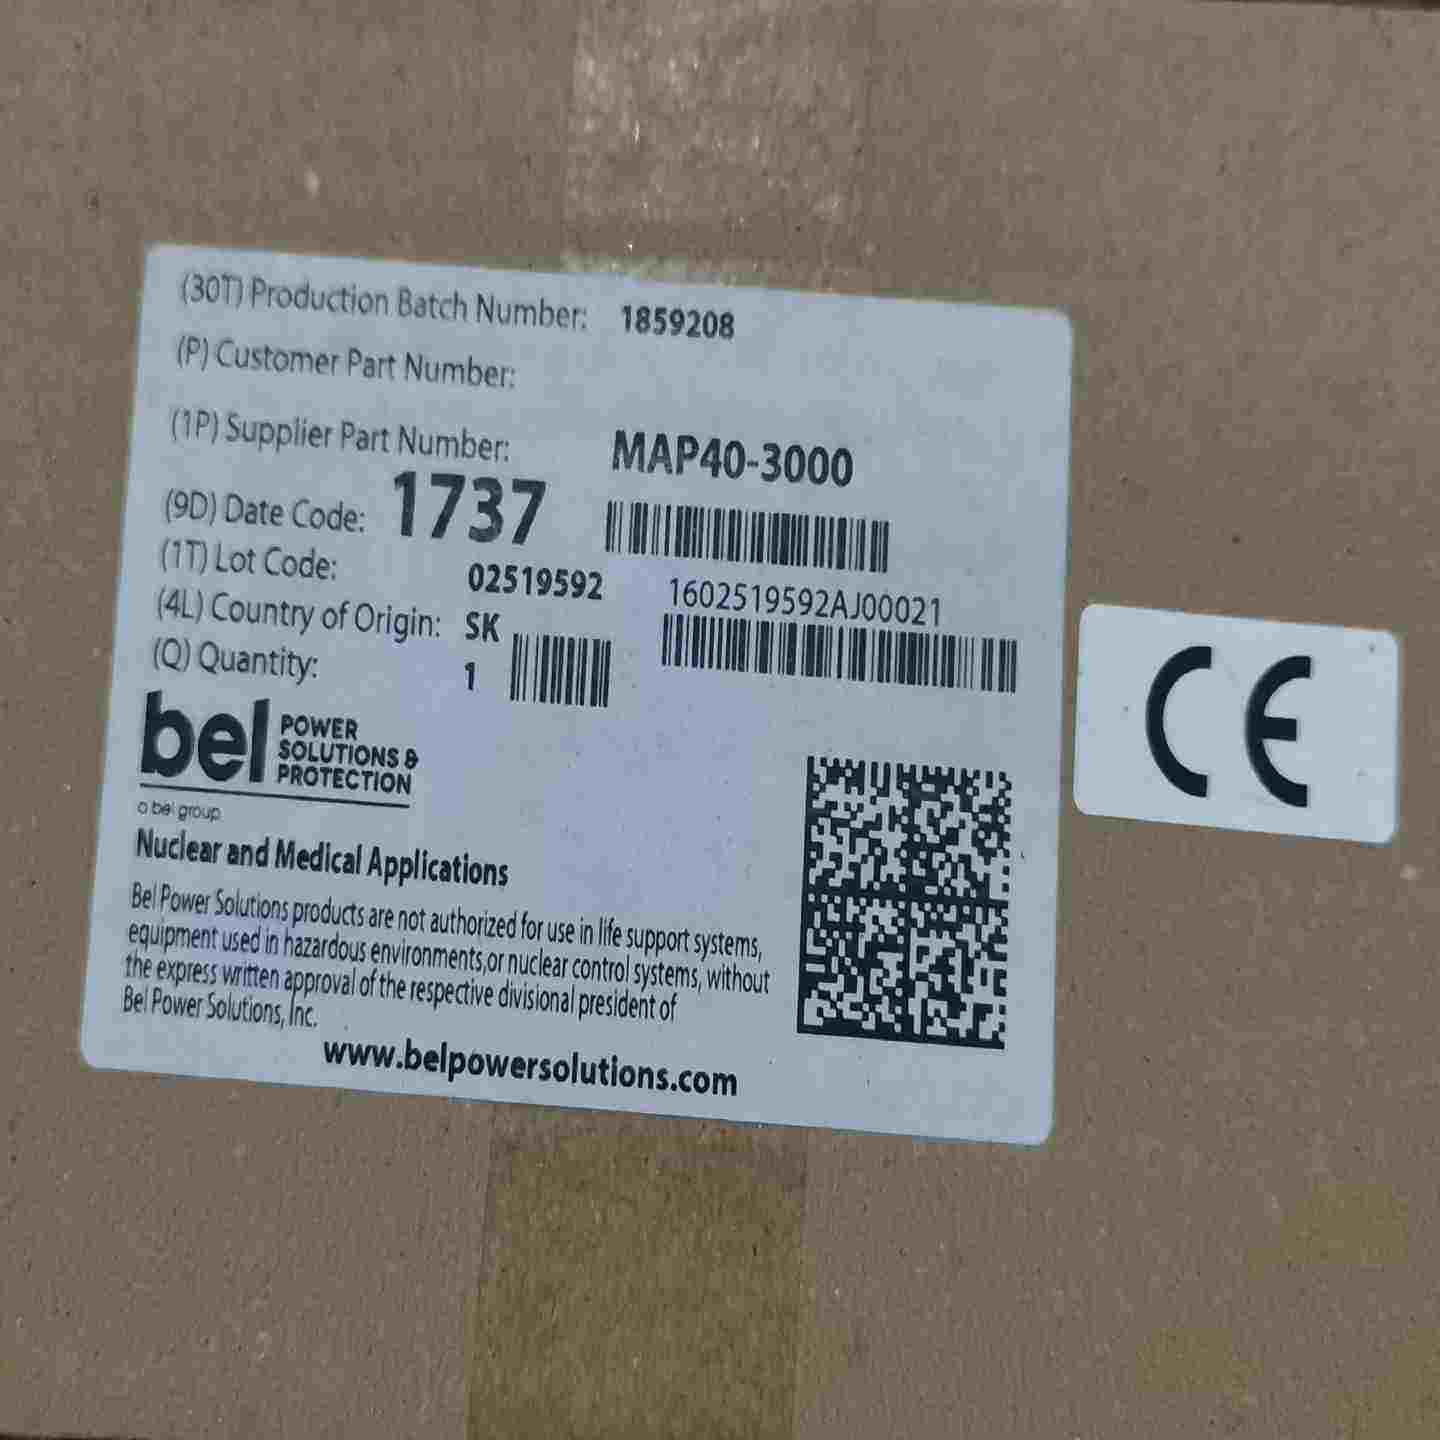 (30T) Production Batch Number: 1859208
(P) Customer Part Number:
(1P) Supplier Part Number: MAP40-3000
(9D) Date Code: 1737
(1T) Lot Code: 02519592 1602519592AJ00021
(4L) Country of Origin: SK
(Q) Quantity: 1
bel POWER
SOLUTIONS &
PROTECTION
a bel group
Nuclear and Medical Applications
Bel Power Solutions products are not authorized for use in life support systems,
equipment used in hazardous environments,or nuclear control systems, without
the express written approval of the respective divisional president of
Bel Power Solutions, Inc.
www.belpowersolutions.com
CE